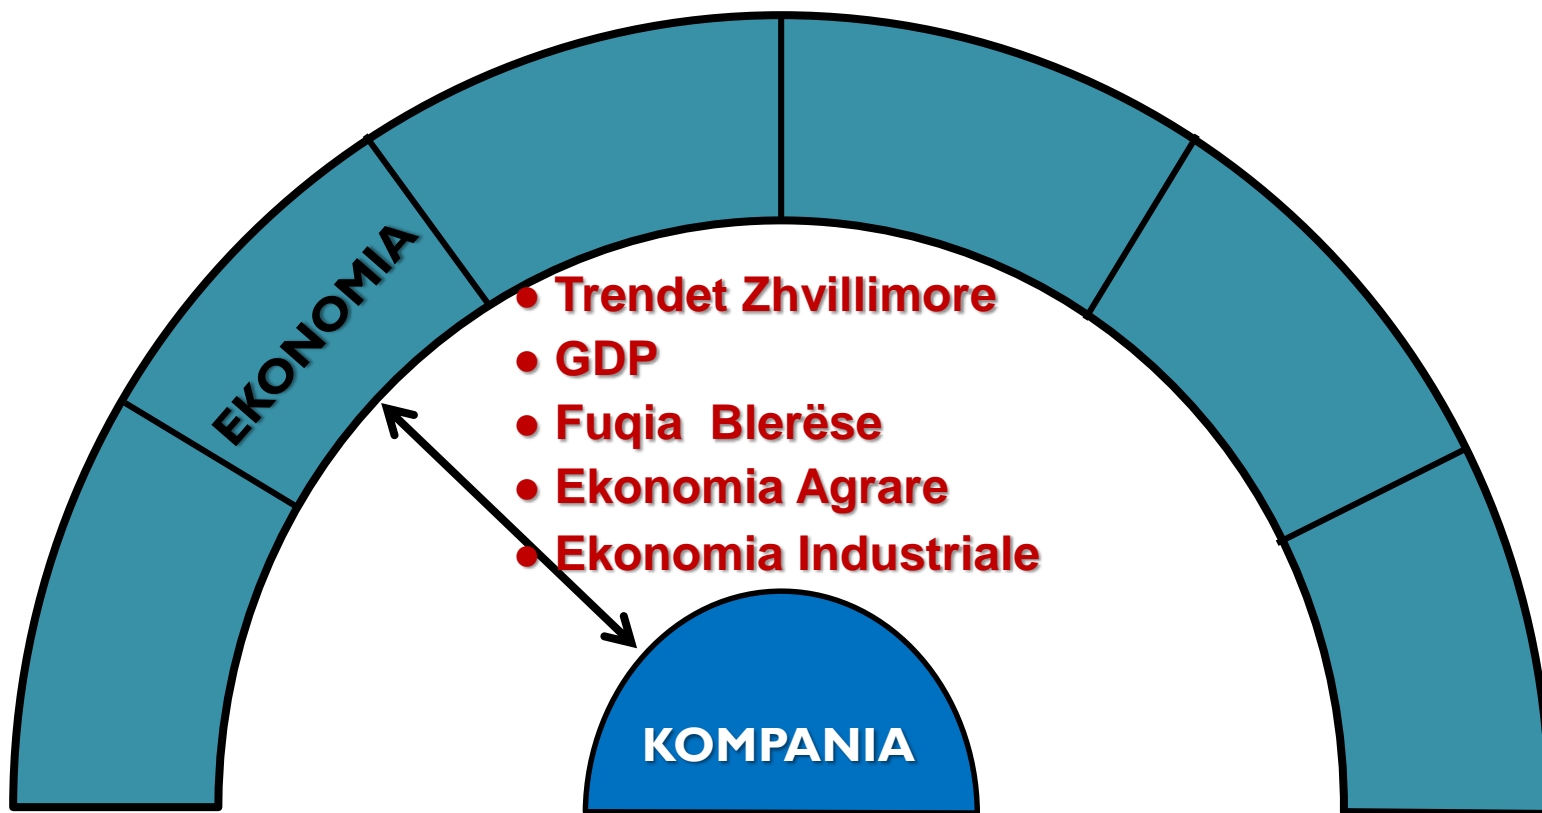 EKONOMIA
• Trendet Zhvillimore
• GDP
• Fuqia  Blerëse
• Ekonomia Agrare
• Ekonomia Industriale
KOMPANIA